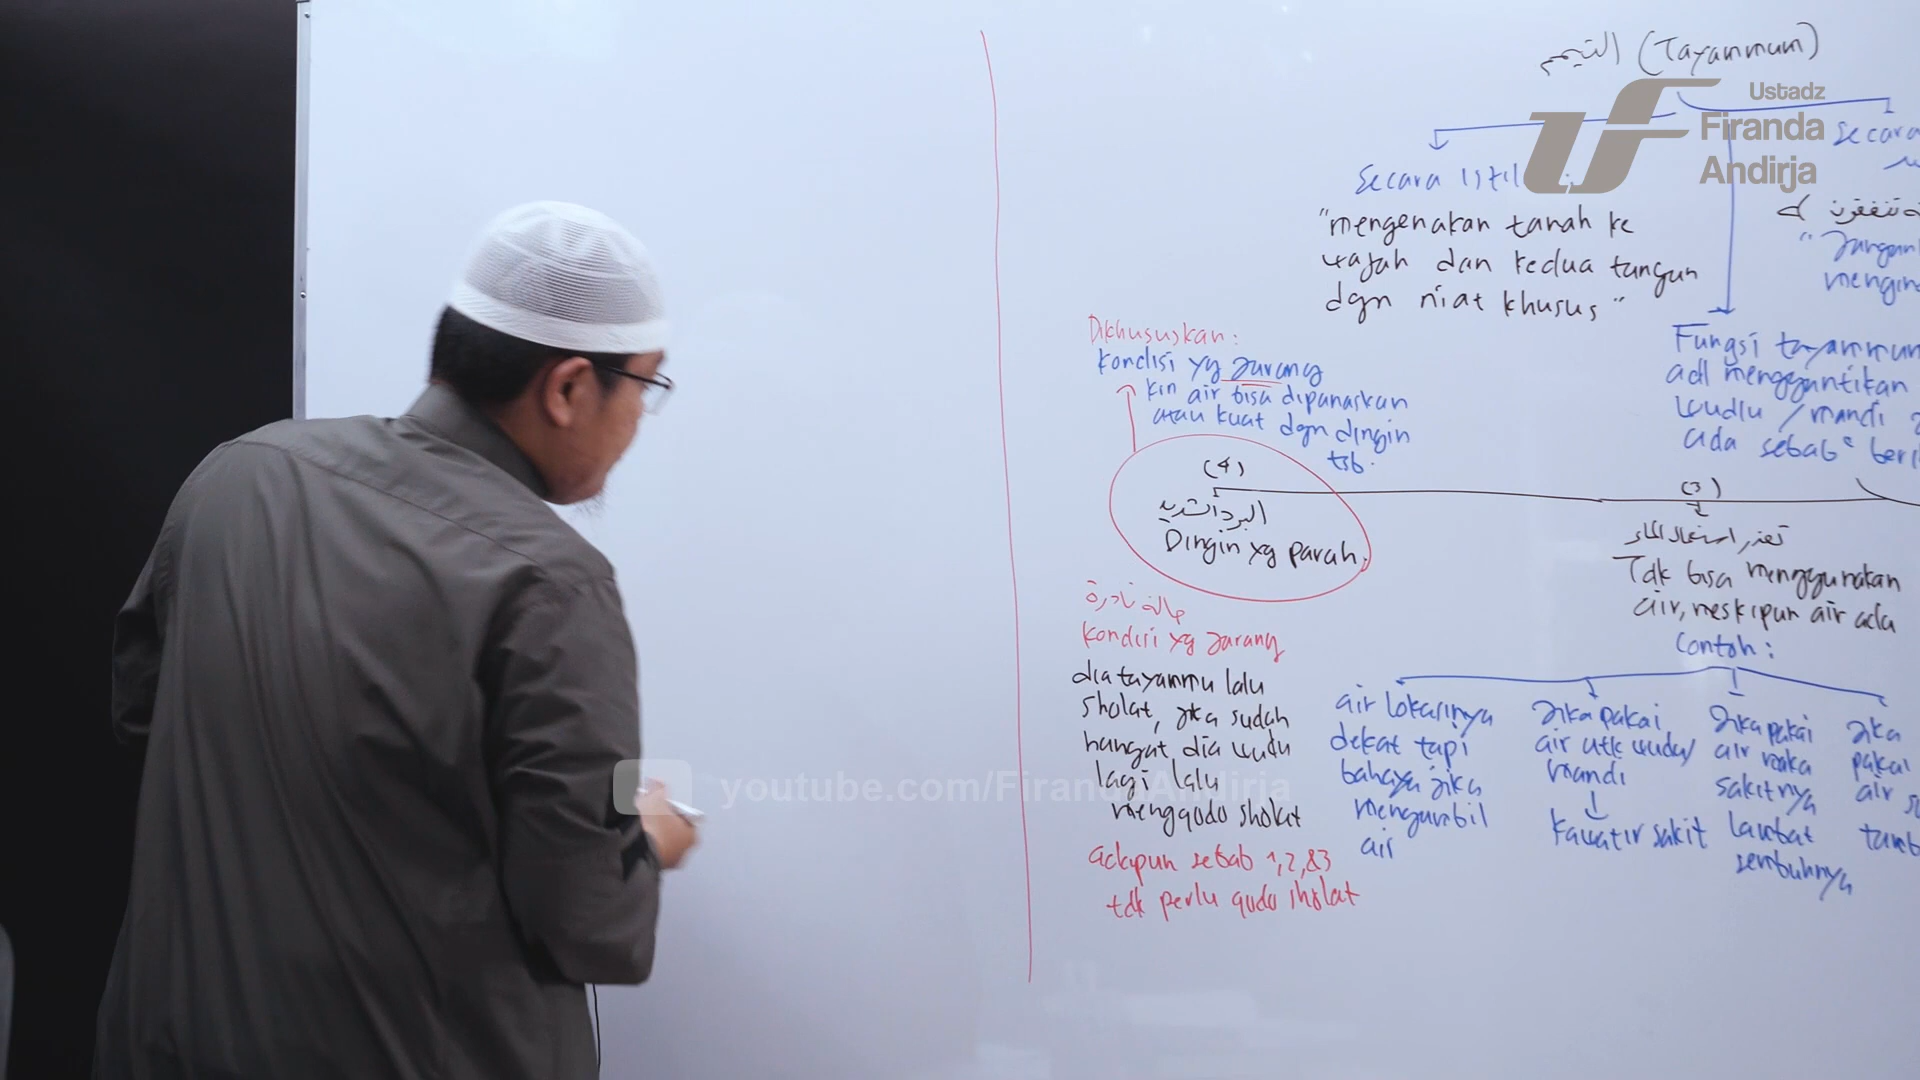 التيمم (Tayammum)
Ustadz
Firanda
Andirja
Secara
Secara
"mengenakan tanah ke
wajah dan kedua tangan
dgn niat khusus"
"Jangan
Fungsi tayammum
adl menggantikan
wudlu / mandi
ada sebab²
Dikhususkan:
Kondisi yg jarang
krn air bisa dipanaskan
atau kuat dgn dingin
tsb.
(4)
البرد الشديد
Dingin yg parah.
(3)
تعذر استعمال الماء
Tdk bisa menggunakan
air, meskipun air ada
Contoh:
air lokasinya
dekat tapi
bahaya jika
mengambil
air
Jika pakai
air utk wudu/
mandi
Kawatir sakit
Jika pakai
air maka
sakitnya
lambat
sembuhnya
Jika
pakai
air
حالة نادرة
Kondisi yg jarang
dia tayammu lalu
sholat, jka sudah
hangat dia wudu
lagi lalu
mengqodo sholat
adapun sebab 1,2,&3
tdk perlu qodo sholat
youtube.com/FirandaAndirja